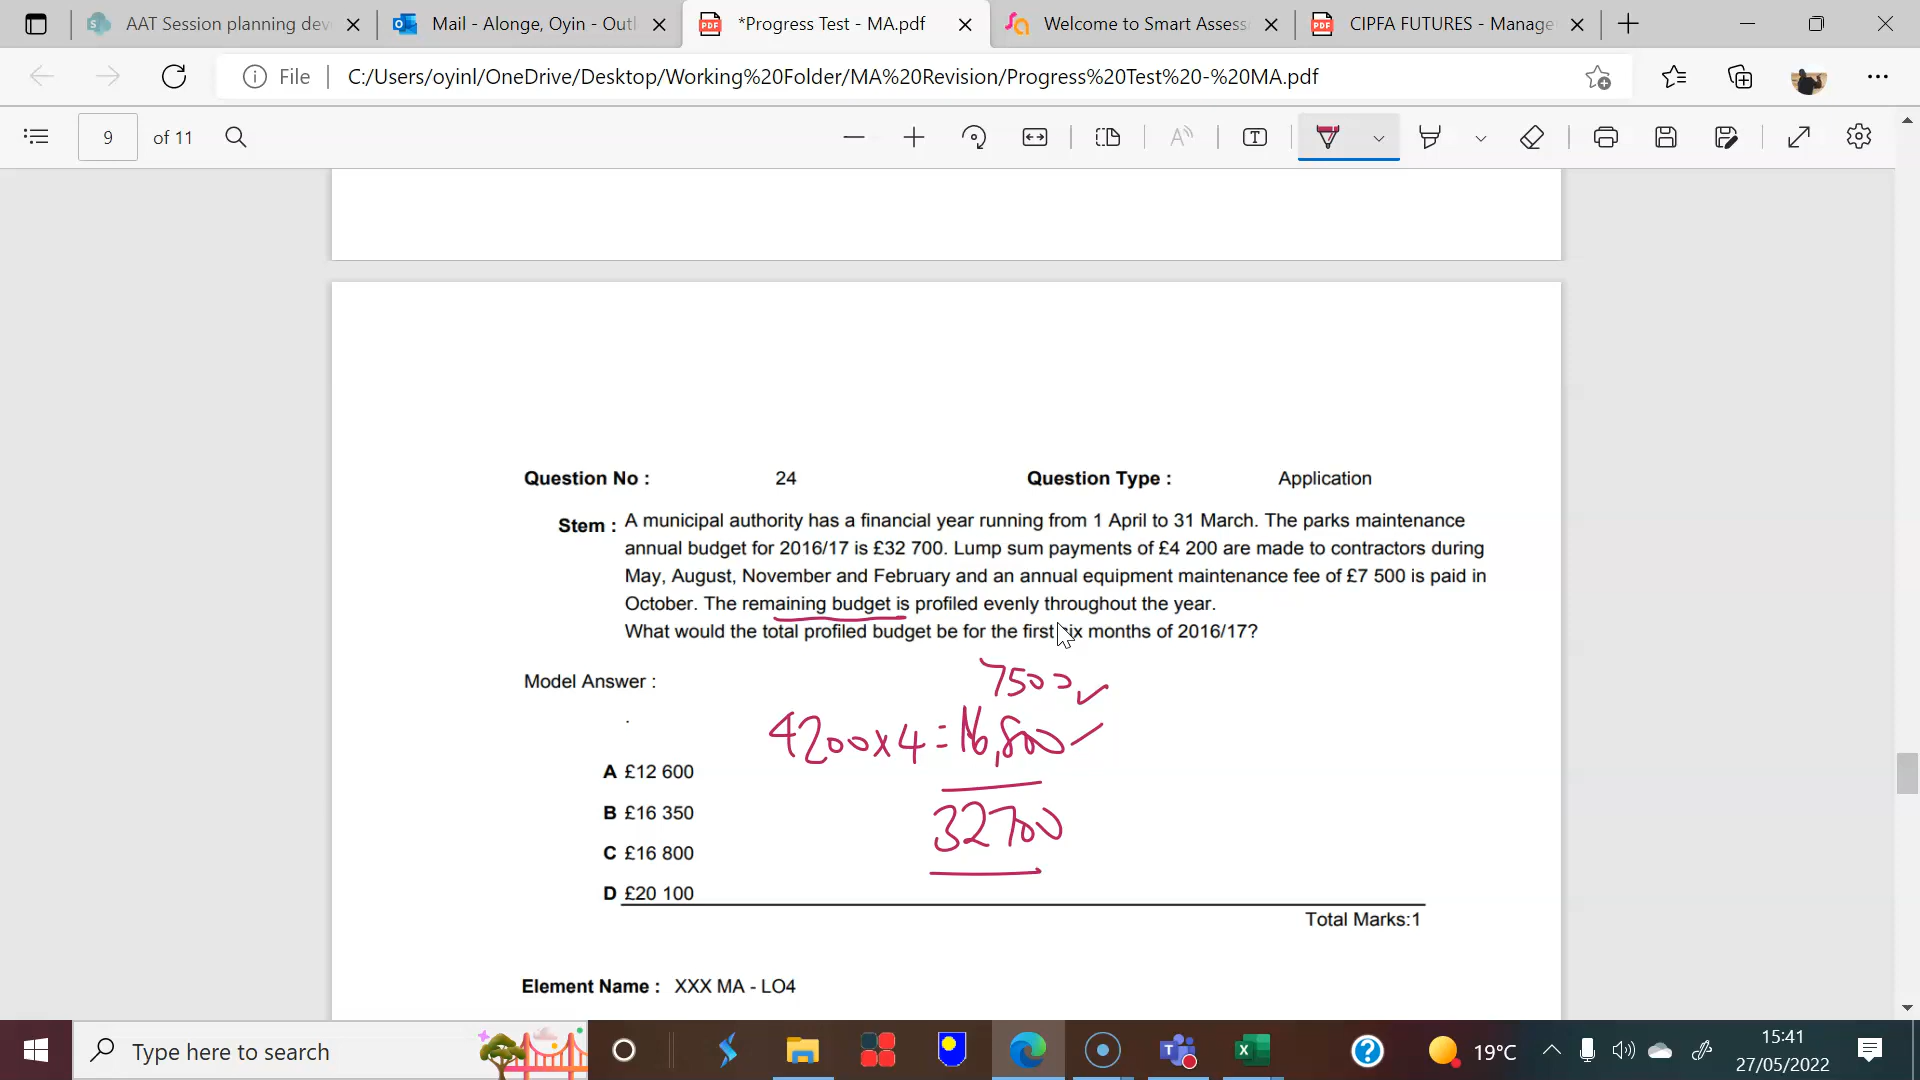 AAT Session planning dev
Mail - Alonge, Oyin - Outl
*Progress Test - MA.pdf
Welcome to Smart Assess
CIPFA FUTURES - Manage
File
C:/Users/oyinl/OneDrive/Desktop/Working%20Folder/MA%20Revision/Progress%20Test%20-%20MA.pdf
9 of 11
Question No : 24 Question Type : Application
Stem : A municipal authority has a financial year running from 1 April to 31 March. The parks maintenance
annual budget for 2016/17 is £32 700. Lump sum payments of £4 200 are made to contractors during
May, August, November and February and an annual equipment maintenance fee of £7 500 is paid in
October. The remaining budget is profiled evenly throughout the year.
What would the total profiled budget be for the first six months of 2016/17?
7500
Model Answer :
.
4200x4=16,800
A £12 600
B £16 350
32700
C £16 800
D £20 100
Total Marks:1
Element Name : XXX MA - LO4
Type here to search
19°C
15:41
27/05/2022